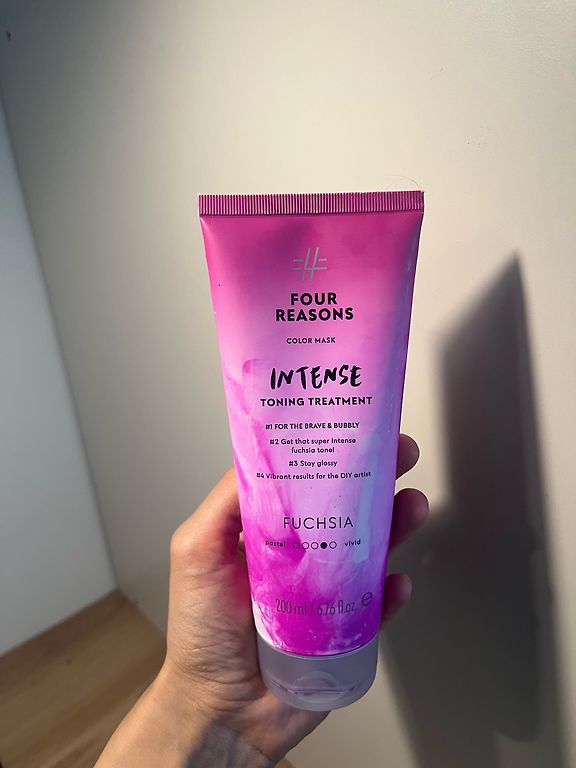 FOUR
REASONS
COLOR MASK
INTENSE
TONING TREATMENT
#1 FOR THE BRAVE & BUBBLY
#2 Get that super intense
fuchsia tone!
#3 Stay glossy
#4 Vibrant results for the DIY artist
FUCHSIA
pastel ○○○●○ vivid
200 ml / 6.76 fl.oz. ℮